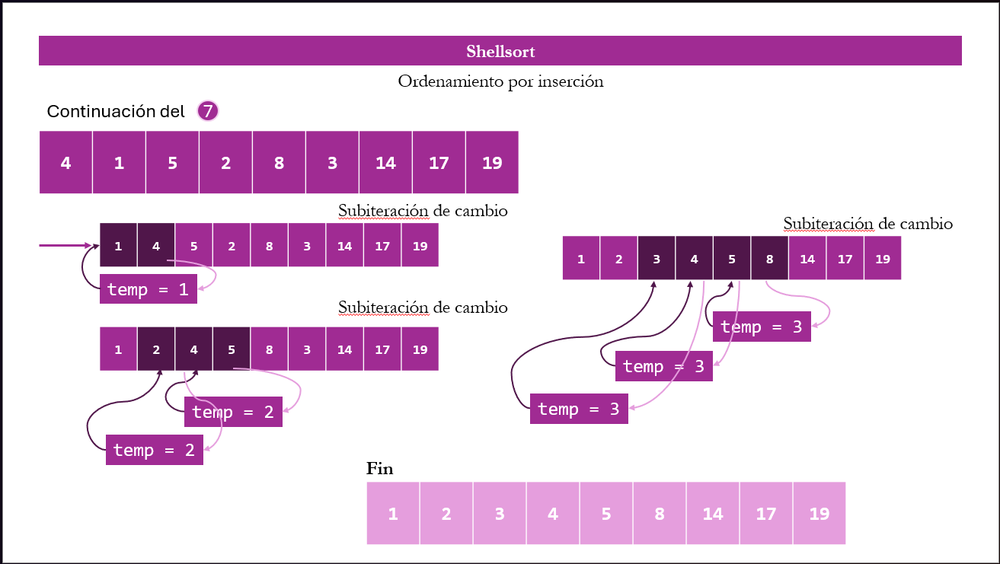 Shellsort
Ordenamiento por inserción
Continuación del 7
4 1 5 2 8 3 14 17 19
Subiteración de cambio
1 4 5 2 8 3 14 17 19
temp = 1
Subiteración de cambio
1 2 4 5 8 3 14 17 19
temp = 2
temp = 2
Subiteración de cambio
1 2 3 4 5 8 14 17 19
temp = 3
temp = 3
temp = 3
Fin
1 2 3 4 5 8 14 17 19